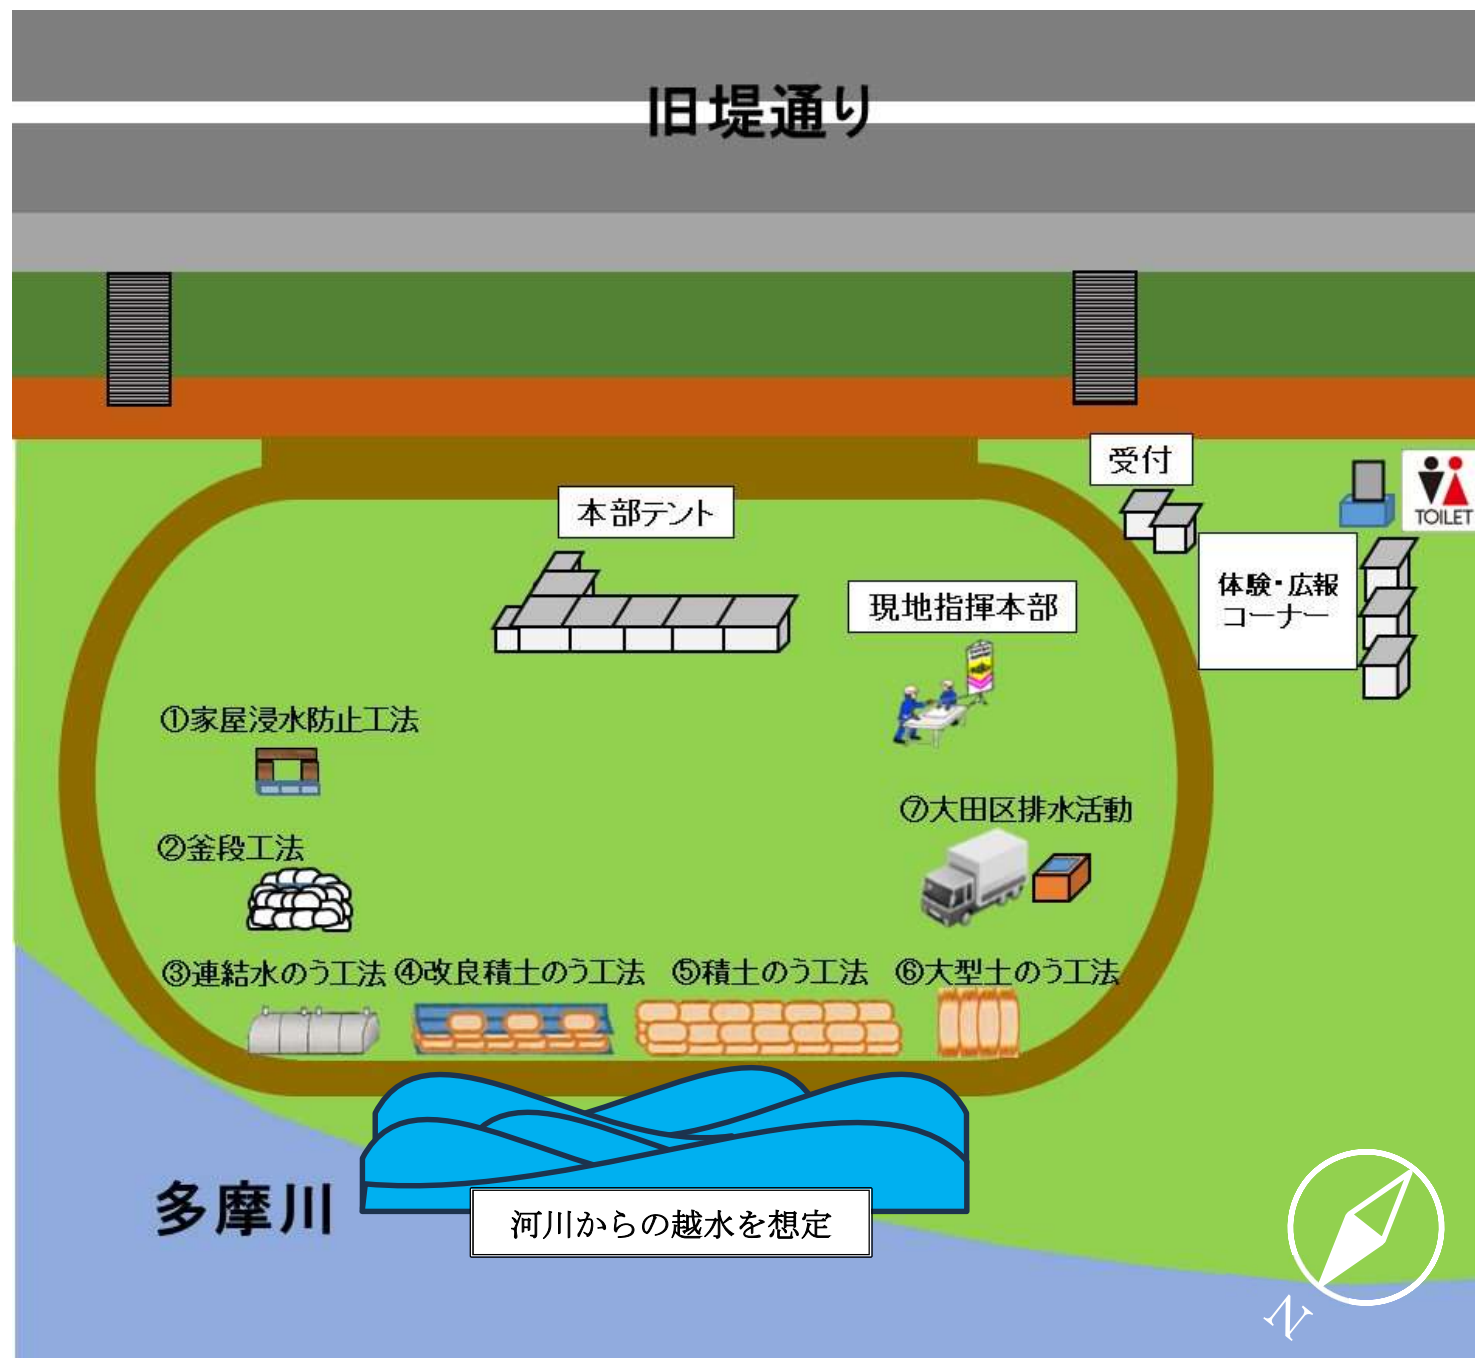 旧堤通り
受付
TOILET
本部テント
体験・広報
コーナー
現地指揮本部
①家屋浸水防止工法
⑦大田区排水活動
②釜段工法
③連結水のう工法
④改良積土のう工法
⑤積土のう工法
⑥大型土のう工法
多摩川
河川からの越水を想定
N